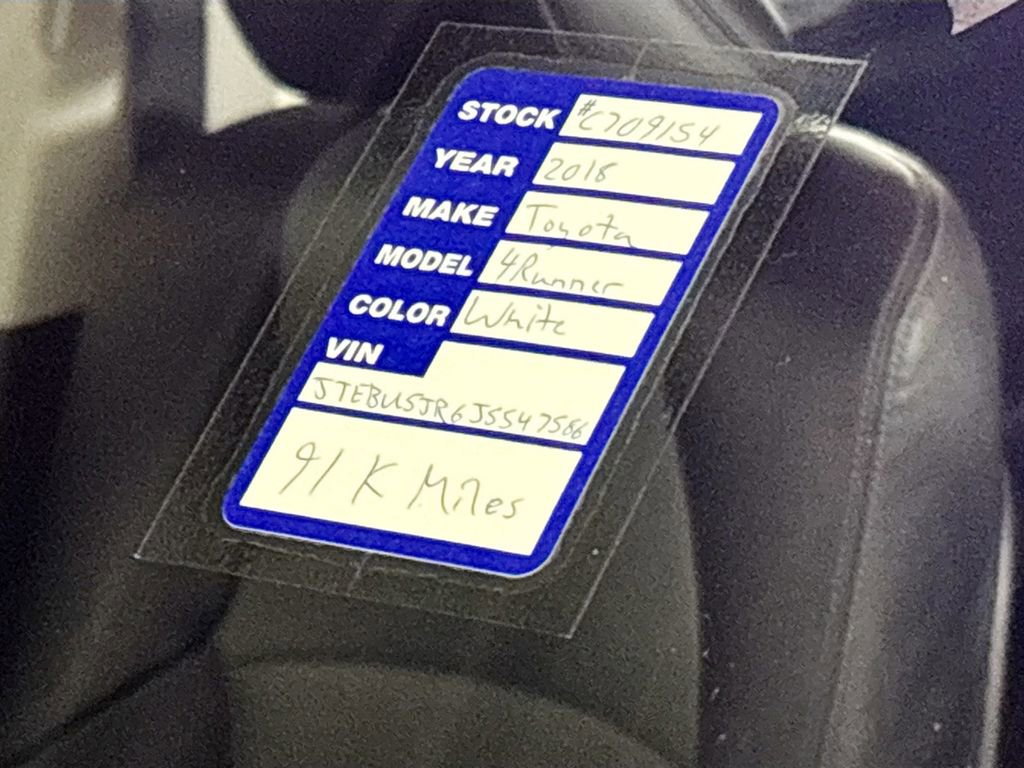 STOCK #C709154
YEAR 2018
MAKE Toyota
MODEL 4Runner
COLOR White
VIN
JTEBU5JR6J5547566
91 K Miles